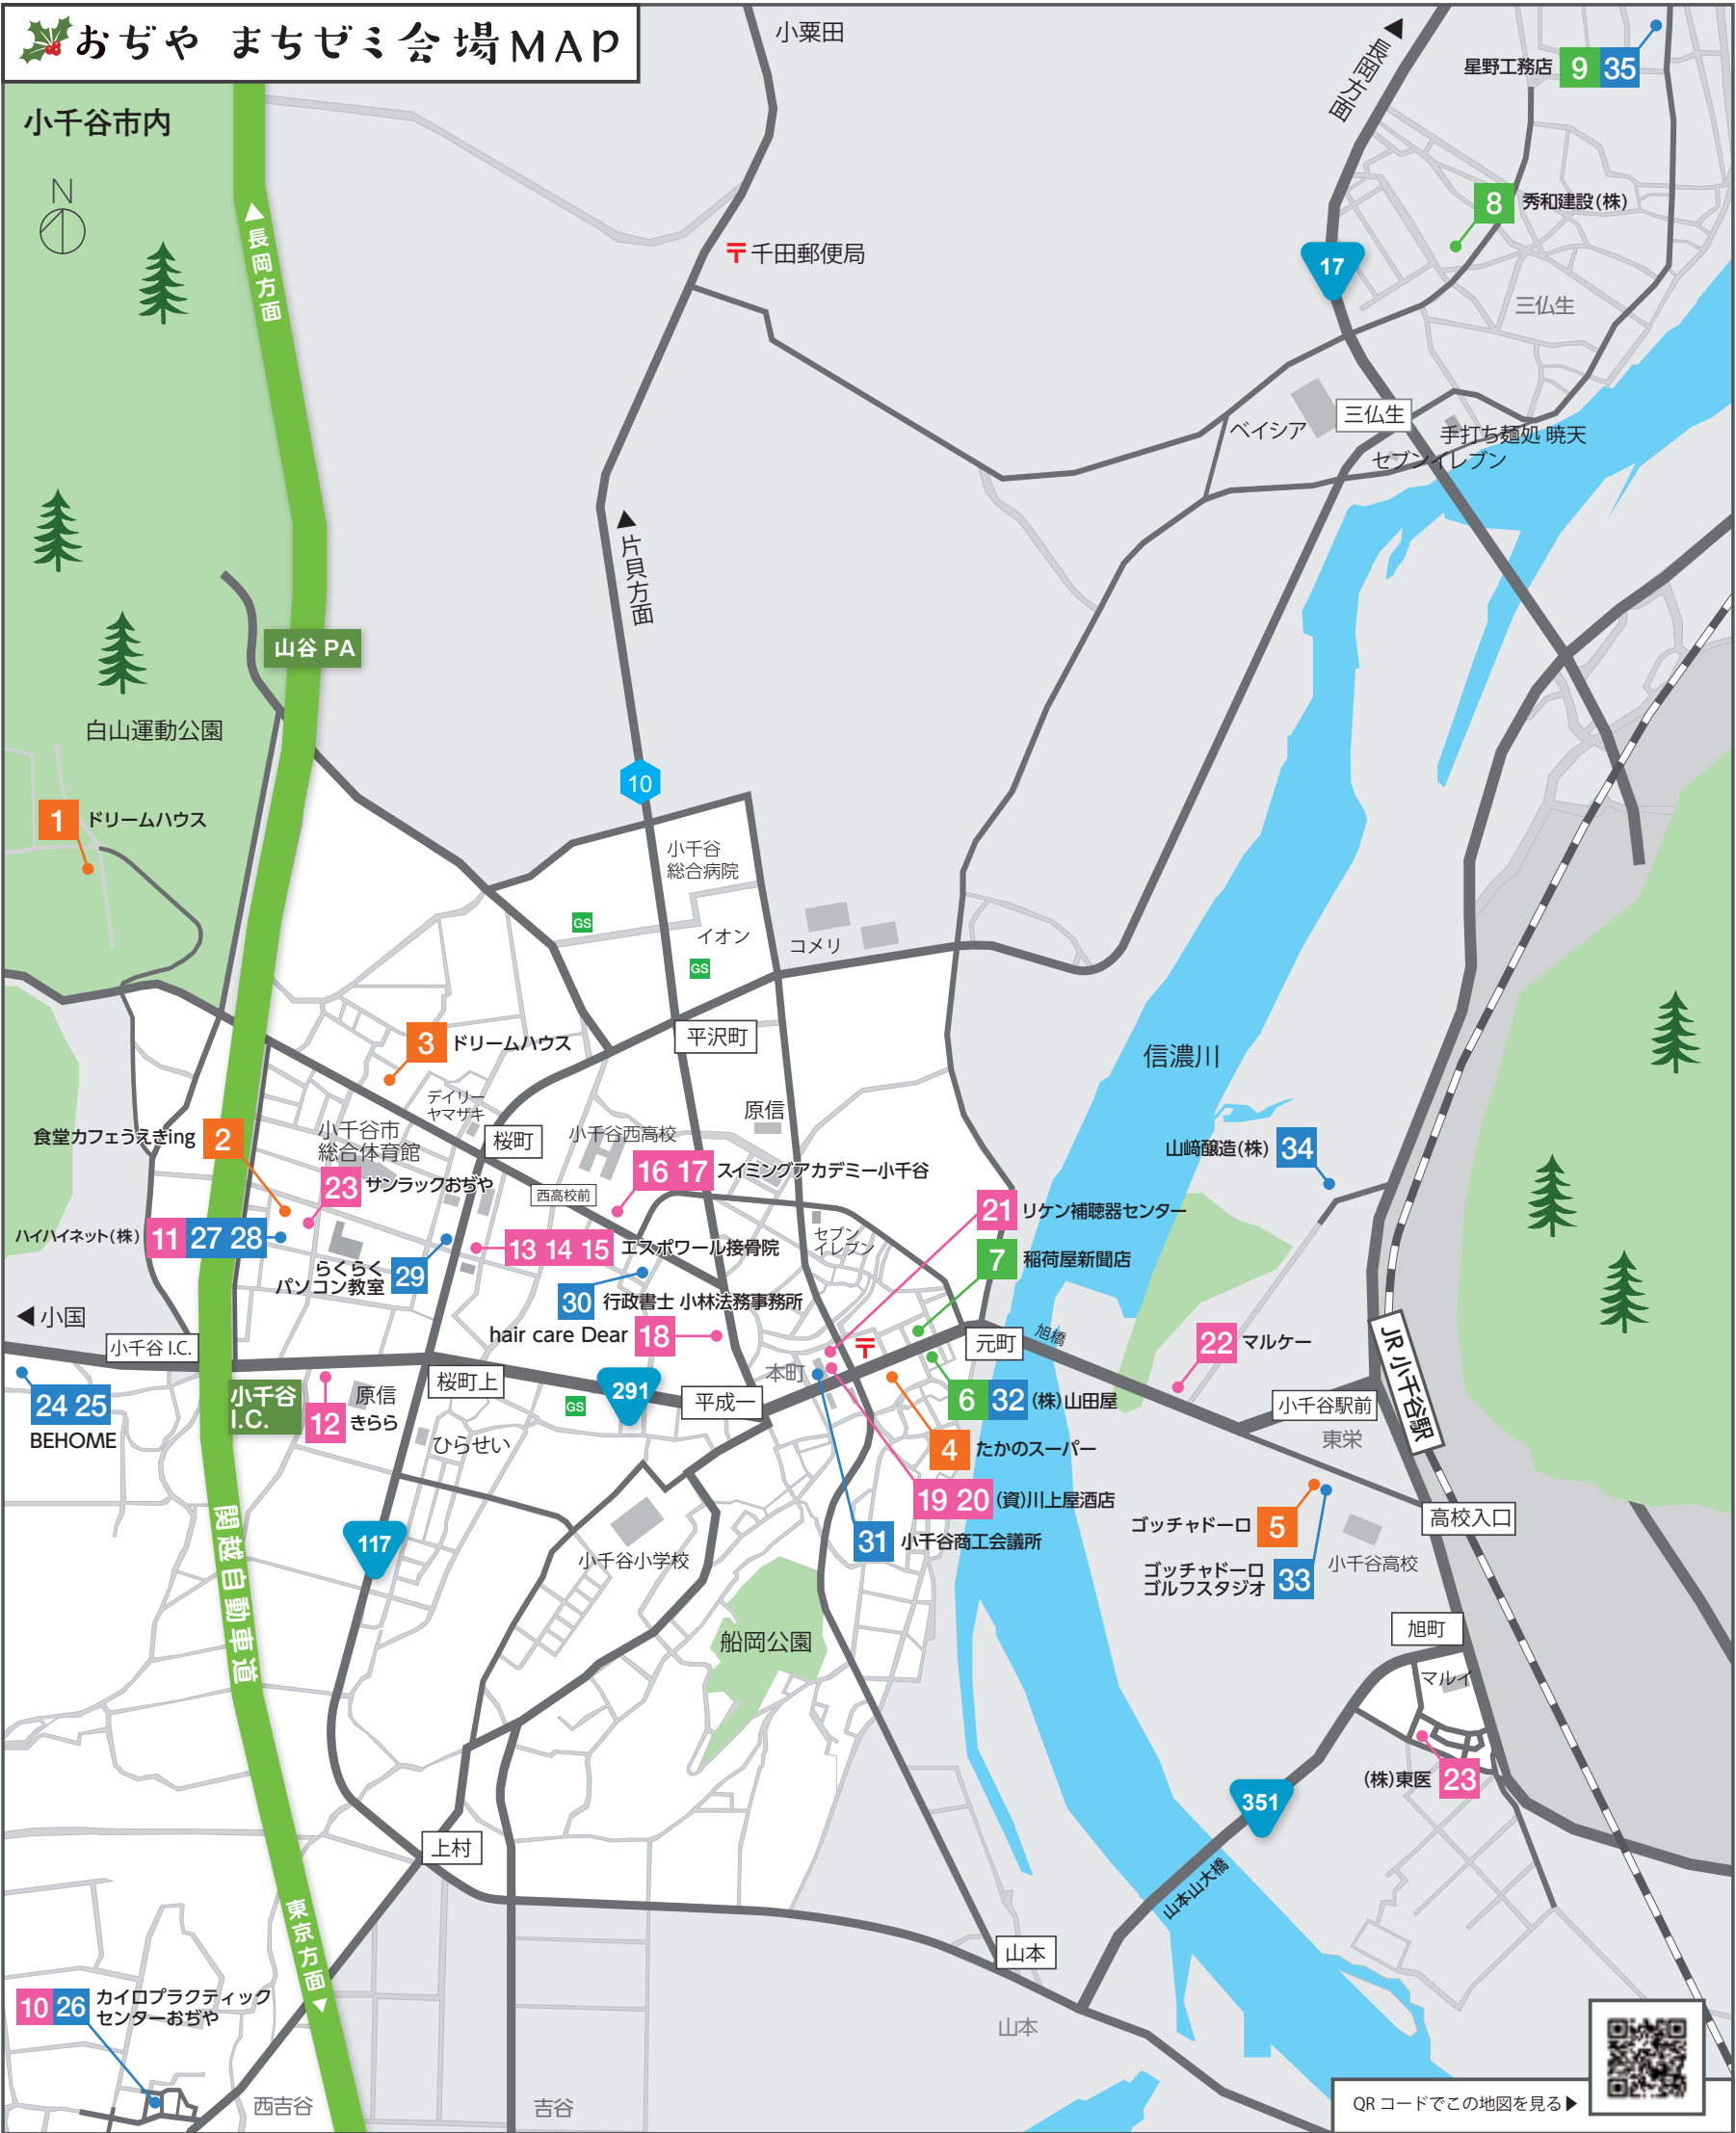 おぢや まちゼミ会場MAP
小千谷市内
N
小粟田
▲長岡方面
星野工務店 9 35
8 秀和建設(株)
▲長岡方面
〒千田郵便局
17
三仏生
ベイシア
三仏生
手打ち麺処 暁天
セブンイレブン
▲片貝方面
山谷 PA
白山運動公園
10
1 ドリームハウス
小千谷
総合病院
GS
イオン
GS
コメリ
平沢町
3 ドリームハウス
信濃川
デイリー
ヤマザキ
原信
桜町
小千谷西高校
食堂カフェうえきing 2
小千谷市
総合体育館
山﨑醸造(株) 34
16 17 スイミングアカデミー小千谷
23 サンラックおぢや
西高校前
21 リケン補聴器センター
ハイハイネット(株) 11 27 28
13 14 15 エスポワール接骨院
セブン
イレブン
7 稲荷屋新聞店
らくらく
パソコン教室 29
30 行政書士 小林法務事務所
◀小国
hair care Dear 18
〒
元町
旭橋
22 マルケー
JR 小千谷駅
小千谷 I.C.
本町
桜町上
291
平成一
小千谷
I.C.
原信
12 きらら
24 25
BEHOME
GS
6 32 (株)山田屋
小千谷駅前
東栄
ひらせい
4 たかのスーパー
19 20 (資)川上屋酒店
関越自動車道
117
31 小千谷商工会議所
ゴッチャドーロ 5
高校入口
小千谷小学校
ゴッチャドーロ
ゴルフスタジオ 33
小千谷高校
船岡公園
旭町
マルイ
(株)東医 23
351
上村
山本山大橋
東京方面▼
山本
10 26 カイロプラクティック
センターおぢや
山本
西吉谷
吉谷
QR コードでこの地図を見る▶